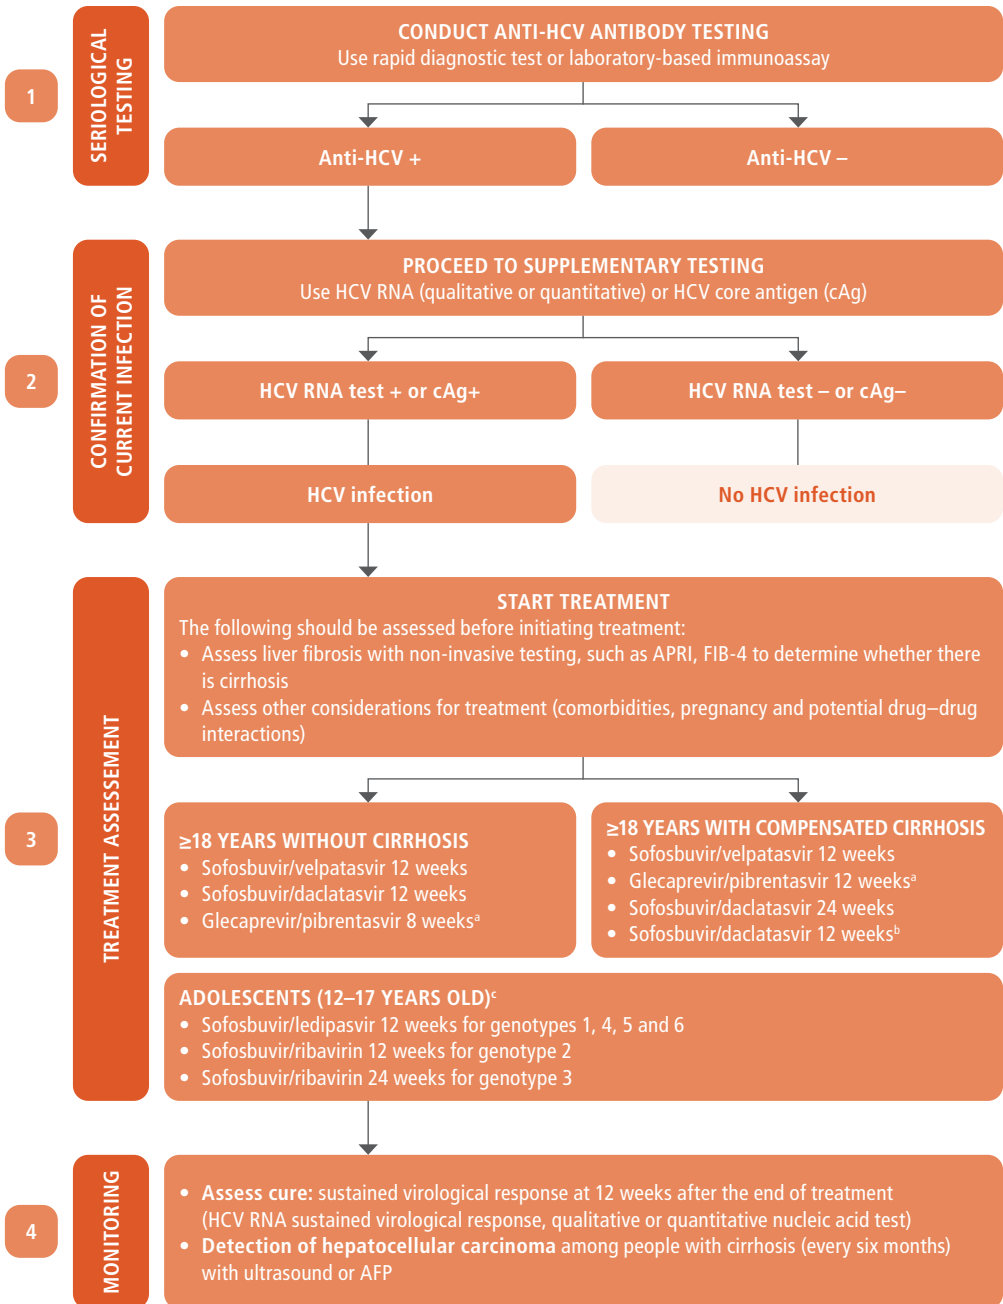 1
SEROLOGICAL
TESTING
CONDUCT ANTI-HCV ANTIBODY TESTING
Use rapid diagnostic test or laboratory-based immunoassay
Anti-HCV +
Anti-HCV –
2
CONFIRMATION OF
CURRENT INFECTION
PROCEED TO SUPPLEMENTARY TESTING
Use HCV RNA (qualitative or quantitative) or HCV core antigen (cAg)
HCV RNA test + or cAg+
HCV RNA test – or cAg–
HCV infection
No HCV infection
3
TREATMENT ASSESSEMENT
START TREATMENT
The following should be assessed before initiating treatment:
• Assess liver fibrosis with non-invasive testing, such as APRI, FIB-4 to determine whether there
is cirrhosis
• Assess other considerations for treatment (comorbidities, pregnancy and potential drug–drug
interactions)
≥18 YEARS WITHOUT CIRRHOSIS
• Sofosbuvir/velpatasvir 12 weeks
• Sofosbuvir/daclatasvir 12 weeks
• Glecaprevir/pibrentasvir 8 weeksᵃ
≥18 YEARS WITH COMPENSATED CIRRHOSIS
• Sofosbuvir/velpatasvir 12 weeks
• Glecaprevir/pibrentasvir 12 weeksᵃ
• Sofosbuvir/daclatasvir 24 weeks
• Sofosbuvir/daclatasvir 12 weeksᵇ
ADOLESCENTS (12–17 YEARS OLD)ᶜ
• Sofosbuvir/ledipasvir 12 weeks for genotypes 1, 4, 5 and 6
• Sofosbuvir/ribavirin 12 weeks for genotype 2
• Sofosbuvir/ribavirin 24 weeks for genotype 3
4
MONITORING
• Assess cure: sustained virological response at 12 weeks after the end of treatment
(HCV RNA sustained virological response, qualitative or quantitative nucleic acid test)
• Detection of hepatocellular carcinoma among people with cirrhosis (every six months)
with ultrasound or AFP